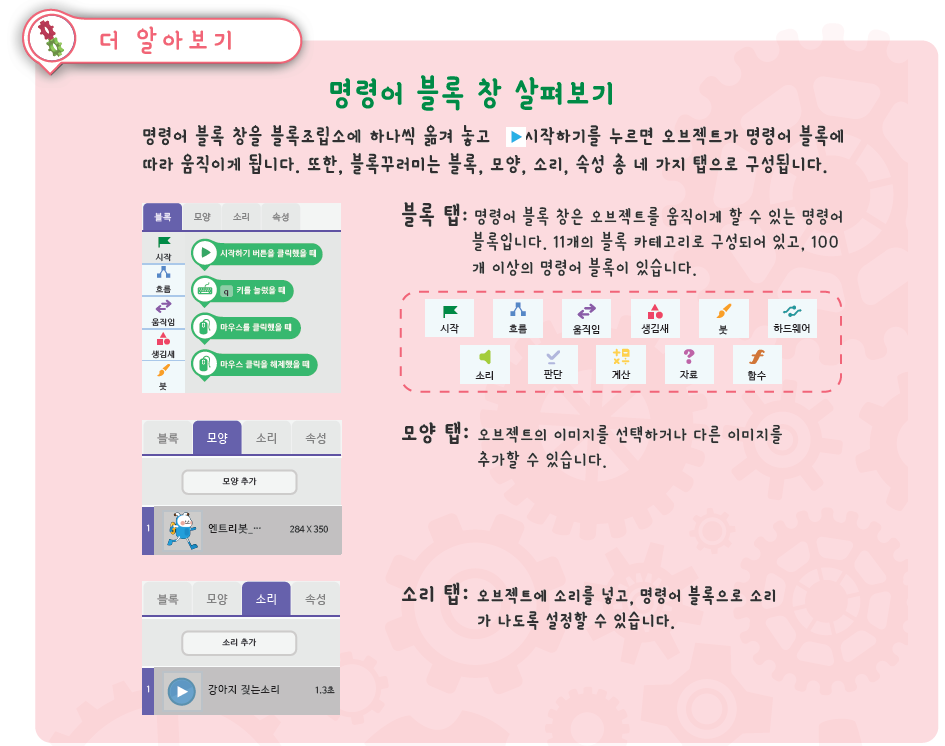 더 알아보기
명령어 블록 창 살펴보기
명령어 블록 창을 블록조립소에 하나씩 옮겨 놓고 시작하기를 누르면 오브젝트가 명령어 블록에
따라 움직이게 됩니다. 또한, 블록꾸러미는 블록, 모양, 소리, 속성 총 네 가지 탭으로 구성됩니다.
블록 모양 소리 속성
시작
흐름
움직임
생김새
붓
시작하기 버튼을 클릭했을 때
q 키를 눌렀을 때
마우스를 클릭했을 때
마우스 클릭을 해제했을 때
블록 탭: 명령어 블록 창은 오브젝트를 움직이게 할 수 있는 명령어
블록입니다. 11개의 블록 카테고리로 구성되어 있고, 100
개 이상의 명령어 블록이 있습니다.
시작 흐름 움직임 생김새 붓 하드웨어
소리 판단 계산 자료 함수
블록 모양 소리 속성
모양 추가
1 엔트리봇_... 284 X 350
모양 탭: 오브젝트의 이미지를 선택하거나 다른 이미지를
추가할 수 있습니다.
블록 모양 소리 속성
소리 추가
1 강아지 짖는소리 1.3초
소리 탭: 오브젝트에 소리를 넣고, 명령어 블록으로 소리
가 나도록 설정할 수 있습니다.